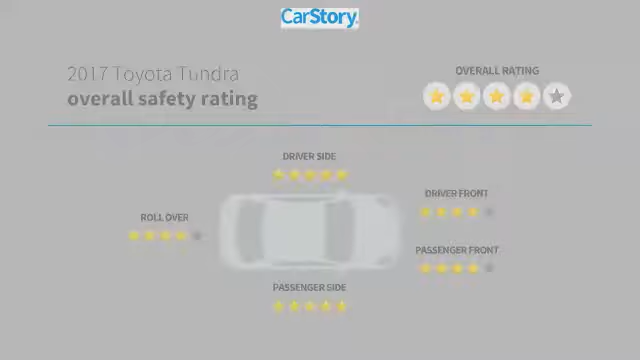 CarStory
2017 Toyota Tundra
overall safety rating
OVERALL RATING
DRIVER SIDE
DRIVER FRONT
ROLL OVER
PASSENGER FRONT
PASSENGER SIDE